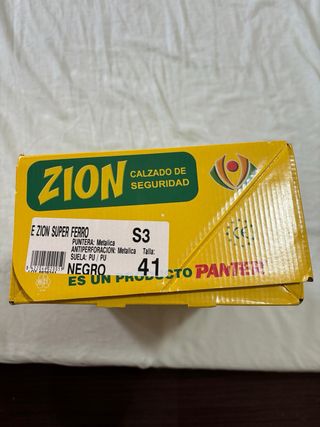 ZION
CALZADO DE
SEGURIDAD
E ZION SUPER FERRO
S3
PUNTERA: Metalica
ANTIPERFORACION: Metalica
Talla:
SUELA: PU / PU
NEGRO
41
CE
ES UN PRODUCTO PANTER